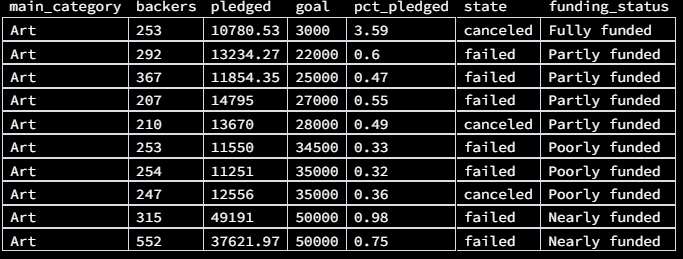 main_category backers pledged goal pct_pledged state funding_status
Art 253 10780.53 3000 3.59 canceled Fully funded
Art 292 13234.27 22000 0.6 failed Partly funded
Art 367 11854.35 25000 0.47 failed Partly funded
Art 207 14795 27000 0.55 failed Partly funded
Art 210 13670 28000 0.49 canceled Partly funded
Art 253 11550 34500 0.33 failed Poorly funded
Art 254 11251 35000 0.32 failed Poorly funded
Art 247 12556 35000 0.36 canceled Poorly funded
Art 315 49191 50000 0.98 failed Nearly funded
Art 552 37621.97 50000 0.75 failed Nearly funded